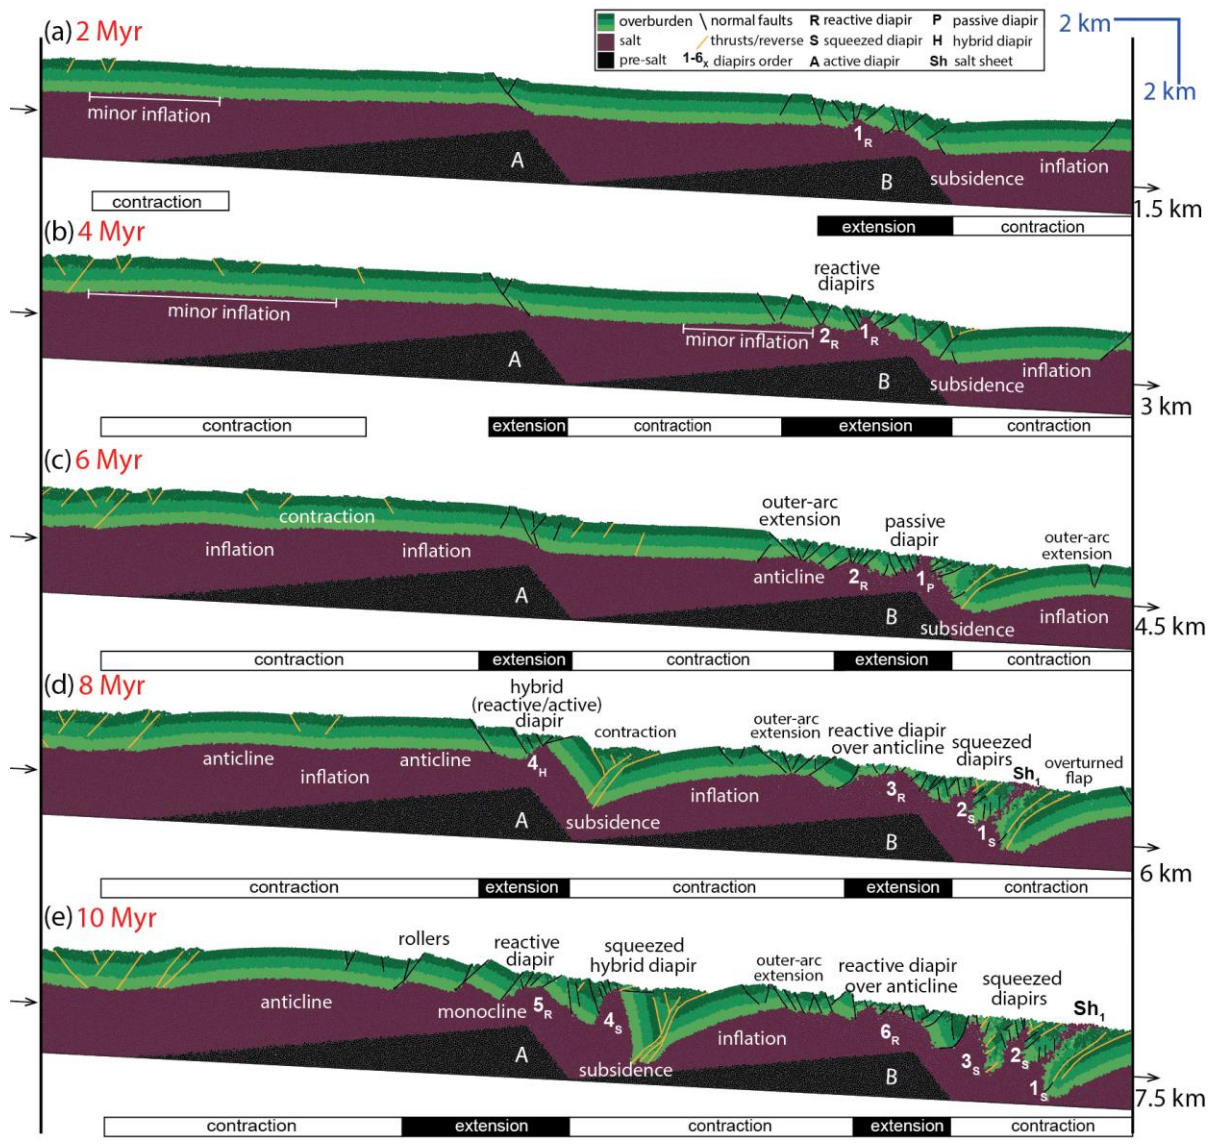 (a) 2 Myr
overburden
normal faults
R reactive diapir
P passive diapir
salt
thrusts/reverse
S squeezed diapir
H hybrid diapir
pre-salt
1-6x diapirs order
A active diapir
Sh salt sheet
2 km
2 km
minor inflation
1R
A
B
subsidence
inflation
contraction
1.5 km
extension
contraction
(b) 4 Myr
reactive
diapirs
minor inflation
minor inflation
2R
1R
A
B
subsidence
inflation
3 km
contraction
extension
contraction
extension
contraction
(c) 6 Myr
outer-arc
extension
passive
diapir
outer-arc
extension
contraction
inflation
inflation
anticline
2R
1P
A
B
subsidence
inflation
4.5 km
contraction
extension
contraction
extension
contraction
(d) 8 Myr
hybrid
(reactive/active)
diapir
contraction
outer-arc
extension
reactive diapir
over anticline
squeezed
diapirs
Sh1
overturned
flap
anticline
inflation
anticline
4H
inflation
3R
2S
1S
A
subsidence
B
6 km
contraction
extension
contraction
extension
contraction
(e) 10 Myr
rollers
reactive
diapir
squeezed
hybrid diapir
outer-arc
extension
reactive diapir
over anticline
squeezed
diapirs
Sh1
anticline
monocline
5R
4S
inflation
6R
3S
2S
1S
A
subsidence
B
7.5 km
contraction
extension
contraction
extension
contraction